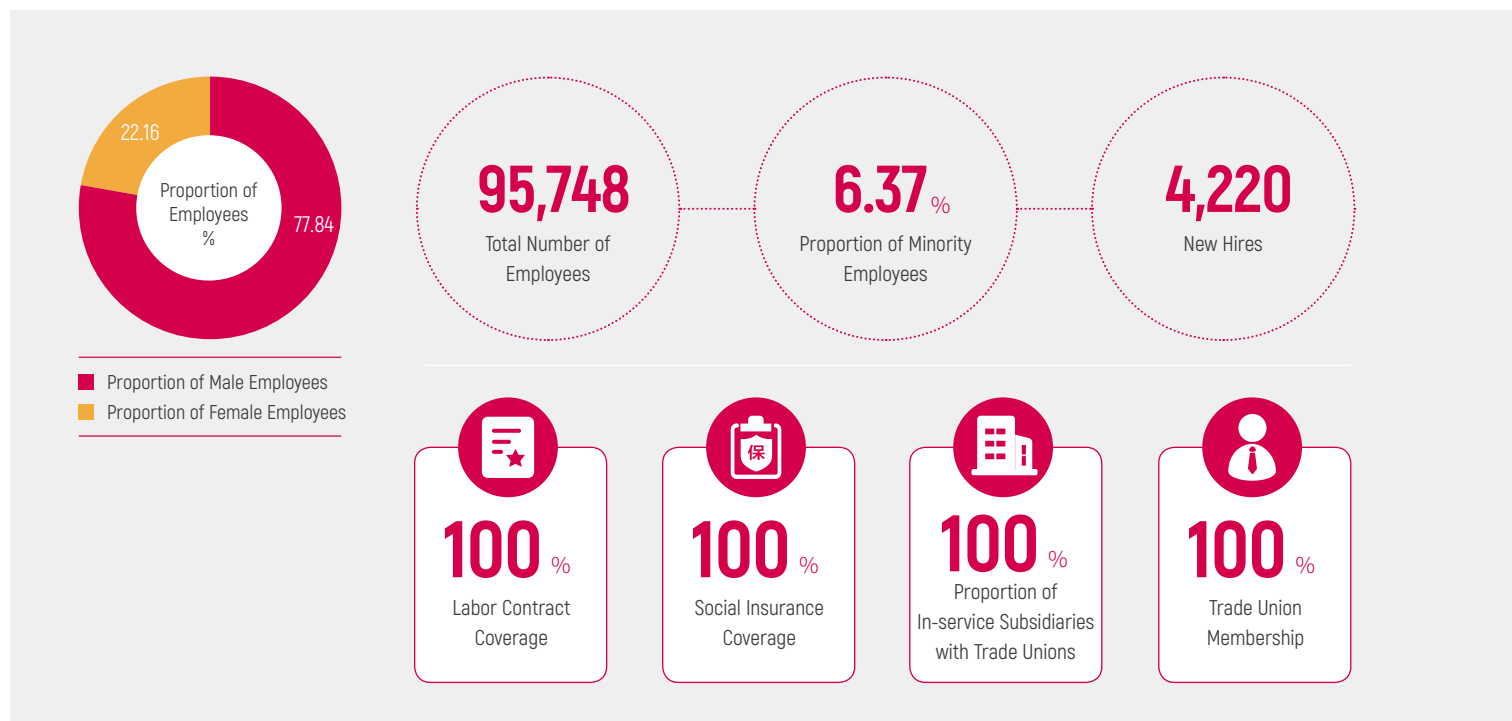 22.16
77.84
Proportion of
Employees
%
Proportion of Male Employees
Proportion of Female Employees
95,748
Total Number of
Employees
6.37 %
Proportion of Minority
Employees
4,220
New Hires
100 %
Labor Contract
Coverage
保
100 %
Social Insurance
Coverage
100 %
Proportion of
In-service Subsidiaries
with Trade Unions
100 %
Trade Union
Membership